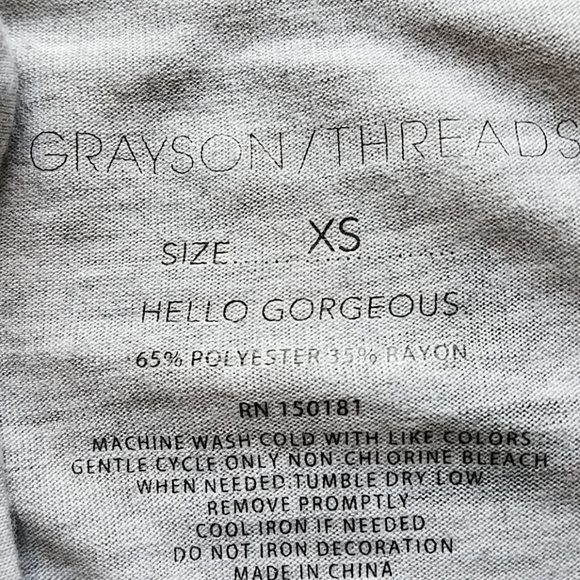 GRAYSON/THREADS
SIZE.......XS..........
HELLO GORGEOUS.
65% POLYESTER 35% RAYON
RN 150181
MACHINE WASH COLD WITH LIKE COLORS
GENTLE CYCLE ONLY NON CHLORINE BLEACH
WHEN NEEDED.TUMBLE DRY LOW
REMOVE PROMPTLY
COOL IRON IF NEEDED
DO NOT IRON DECORATION
MADE IN CHINA